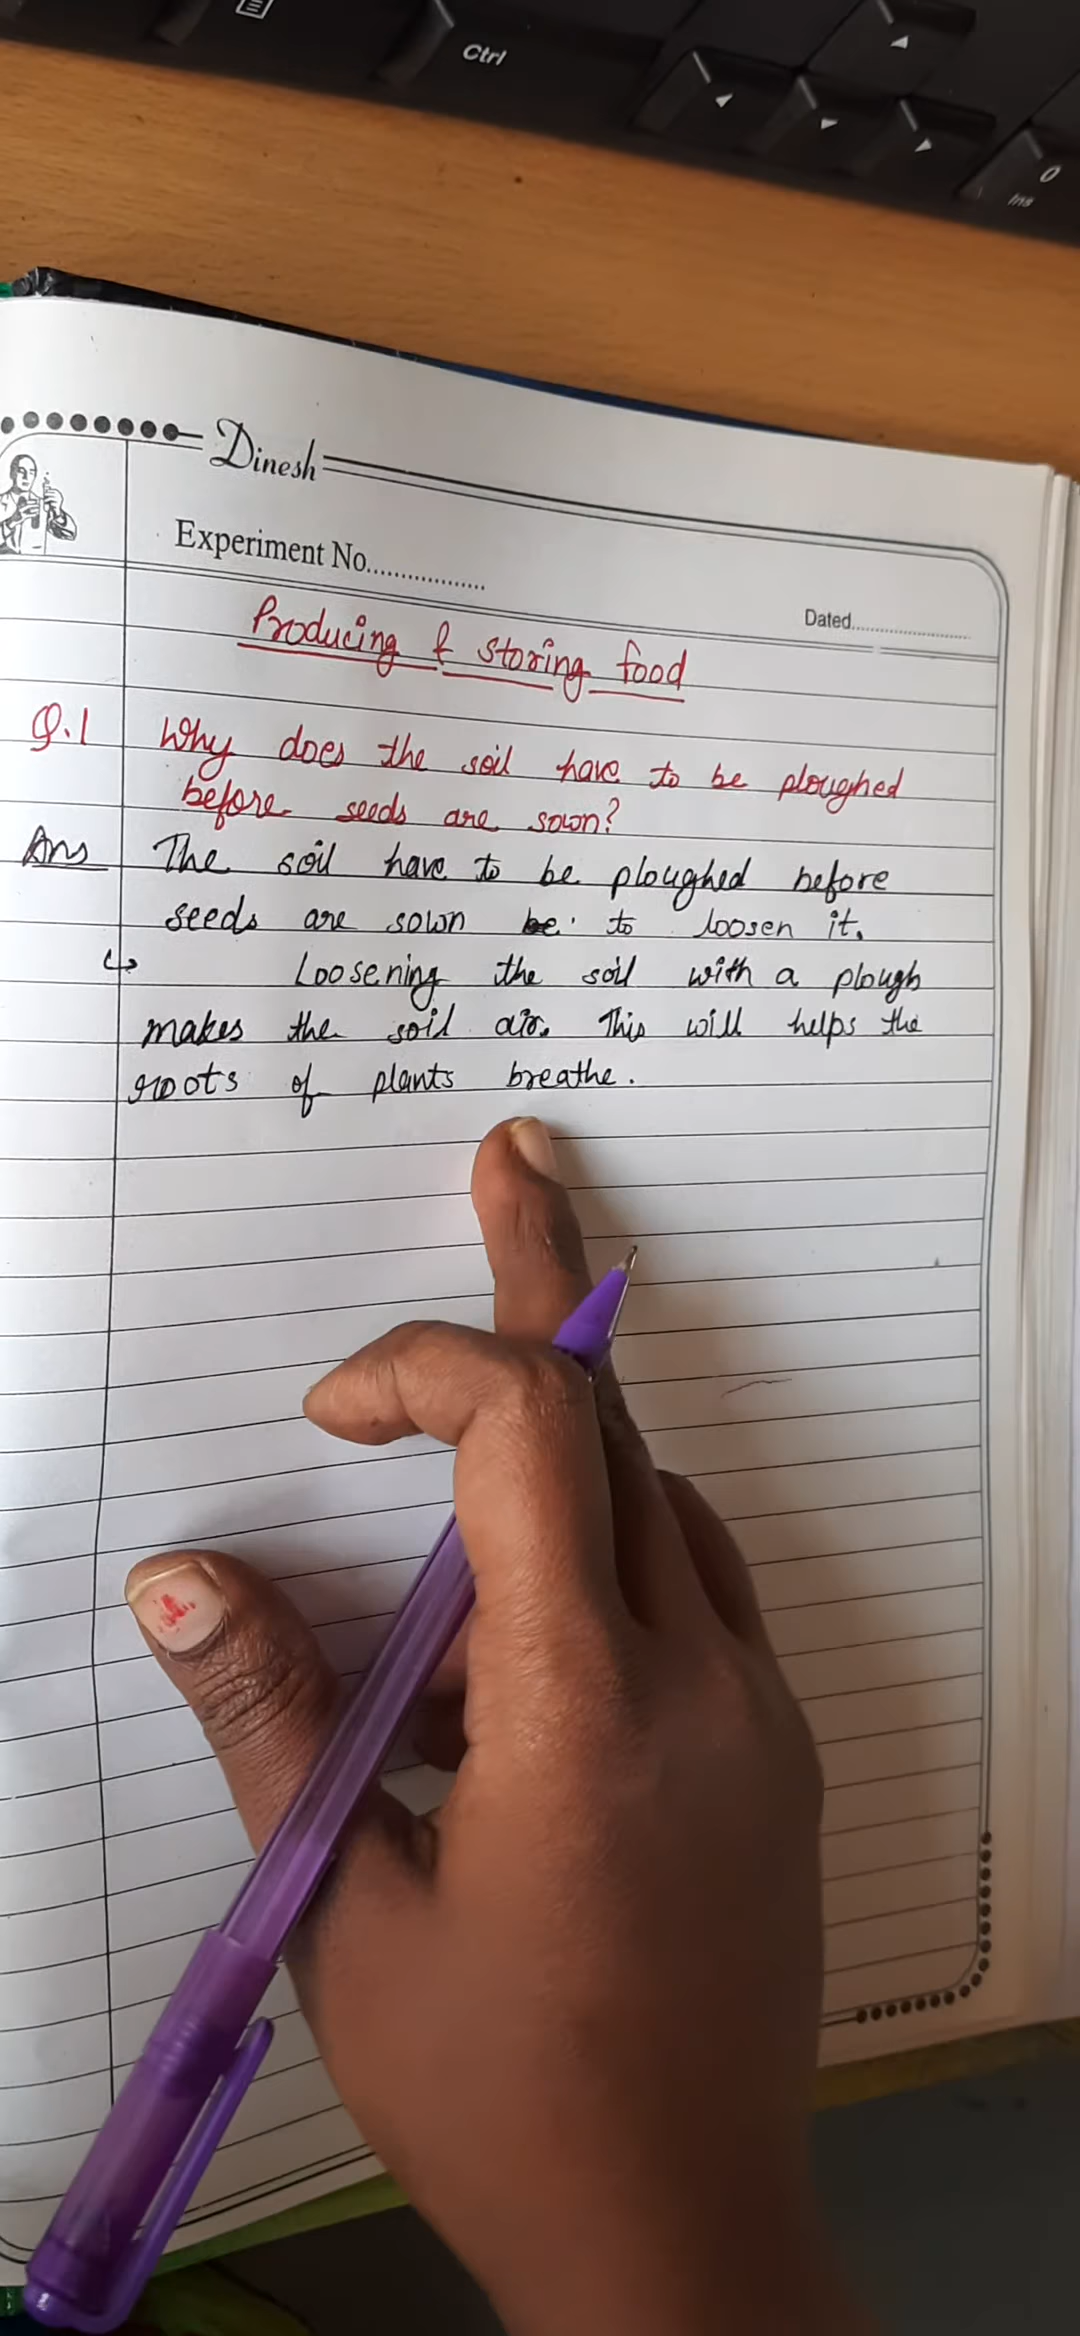 Ctrl
0
Ins
Dinesh
Experiment No...................
Dated..............................
Producing & storing food
Q.1 Why does the soil have to be ploughed
before seeds are sown?
Ans The soil have to be ploughed before
seeds are sown to loosen it.
↳ Loosening the soil with a plough
makes the soil air. This will helps the
roots of plants breathe.